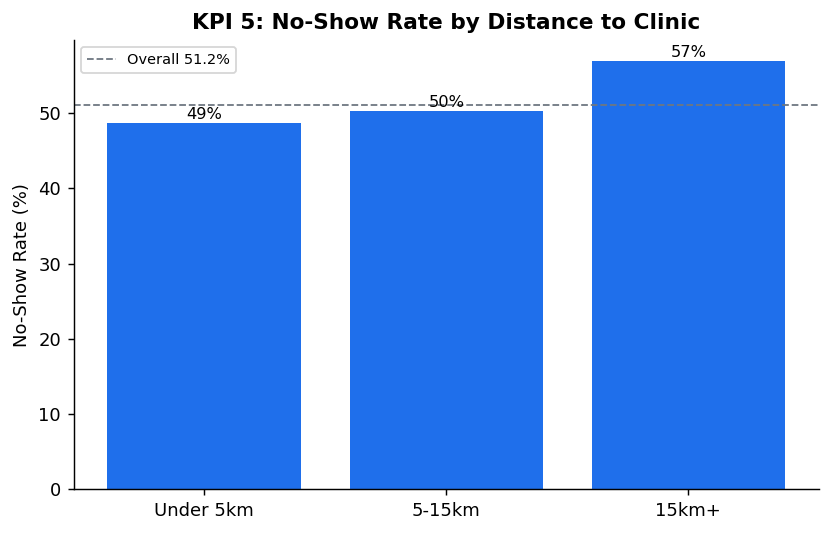 KPI 5: No-Show Rate by Distance to Clinic
Overall 51.2%
No-Show Rate (%)
50
40
30
20
10
0
49%
50%
57%
Under 5km
5-15km
15km+